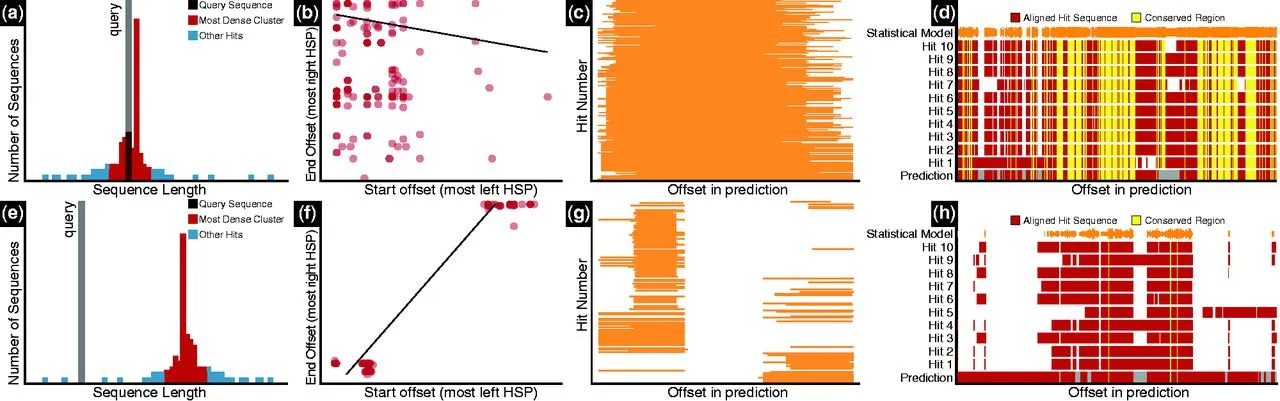 (a)
Query Sequence
Most Dense Cluster
Other Hits
query
Number of Sequences
Sequence Length
(b)
End Offset (most right HSP)
Start offset (most left HSP)
(c)
Hit Number
Offset in prediction
(d)
Aligned Hit Sequence
Conserved Region
Statistical Model
Hit 10
Hit 9
Hit 8
Hit 7
Hit 6
Hit 5
Hit 4
Hit 3
Hit 2
Hit 1
Prediction
Offset in prediction
(e)
Query Sequence
Most Dense Cluster
Other Hits
query
Number of Sequences
Sequence Length
(f)
End Offset (most right HSP)
Start offset (most left HSP)
(g)
Hit Number
Offset in prediction
(h)
Aligned Hit Sequence
Conserved Region
Statistical Model
Hit 10
Hit 9
Hit 8
Hit 7
Hit 6
Hit 5
Hit 4
Hit 3
Hit 2
Hit 1
Prediction
Offset in prediction